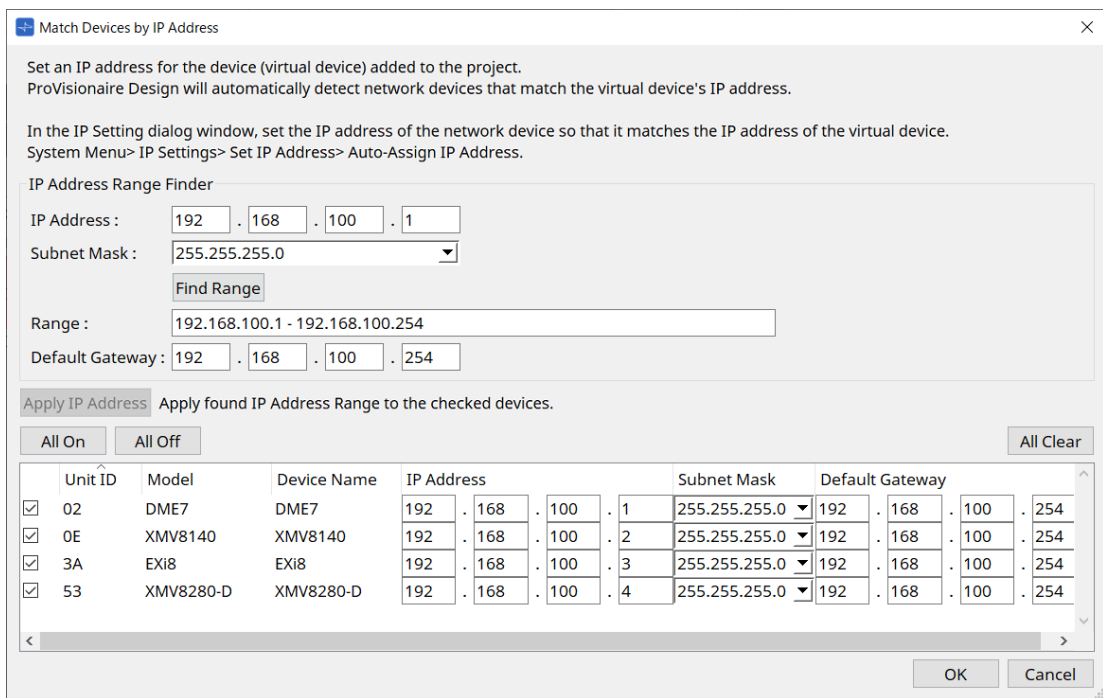 Match Devices by IP Address
Set an IP address for the device (virtual device) added to the project.
ProVisionaire Design will automatically detect network devices that match the virtual device's IP address.
In the IP Setting dialog window, set the IP address of the network device so that it matches the IP address of the virtual device.
System Menu> IP Settings> Set IP Address> Auto-Assign IP Address.
IP Address Range Finder
IP Address : 192 . 168 . 100 . 1
Subnet Mask : 255.255.255.0
Find Range
Range : 192.168.100.1 - 192.168.100.254
Default Gateway : 192 . 168 . 100 . 254
Apply IP Address Apply found IP Address Range to the checked devices.
All On All Off All Clear
Unit ID Model Device Name IP Address Subnet Mask Default Gateway
02 DME7 DME7 192 . 168 . 100 . 1 255.255.255.0 192 . 168 . 100 . 254
0E XMV8140 XMV8140 192 . 168 . 100 . 2 255.255.255.0 192 . 168 . 100 . 254
3A EXi8 EXi8 192 . 168 . 100 . 3 255.255.255.0 192 . 168 . 100 . 254
53 XMV8280-D XMV8280-D 192 . 168 . 100 . 4 255.255.255.0 192 . 168 . 100 . 254
OK Cancel